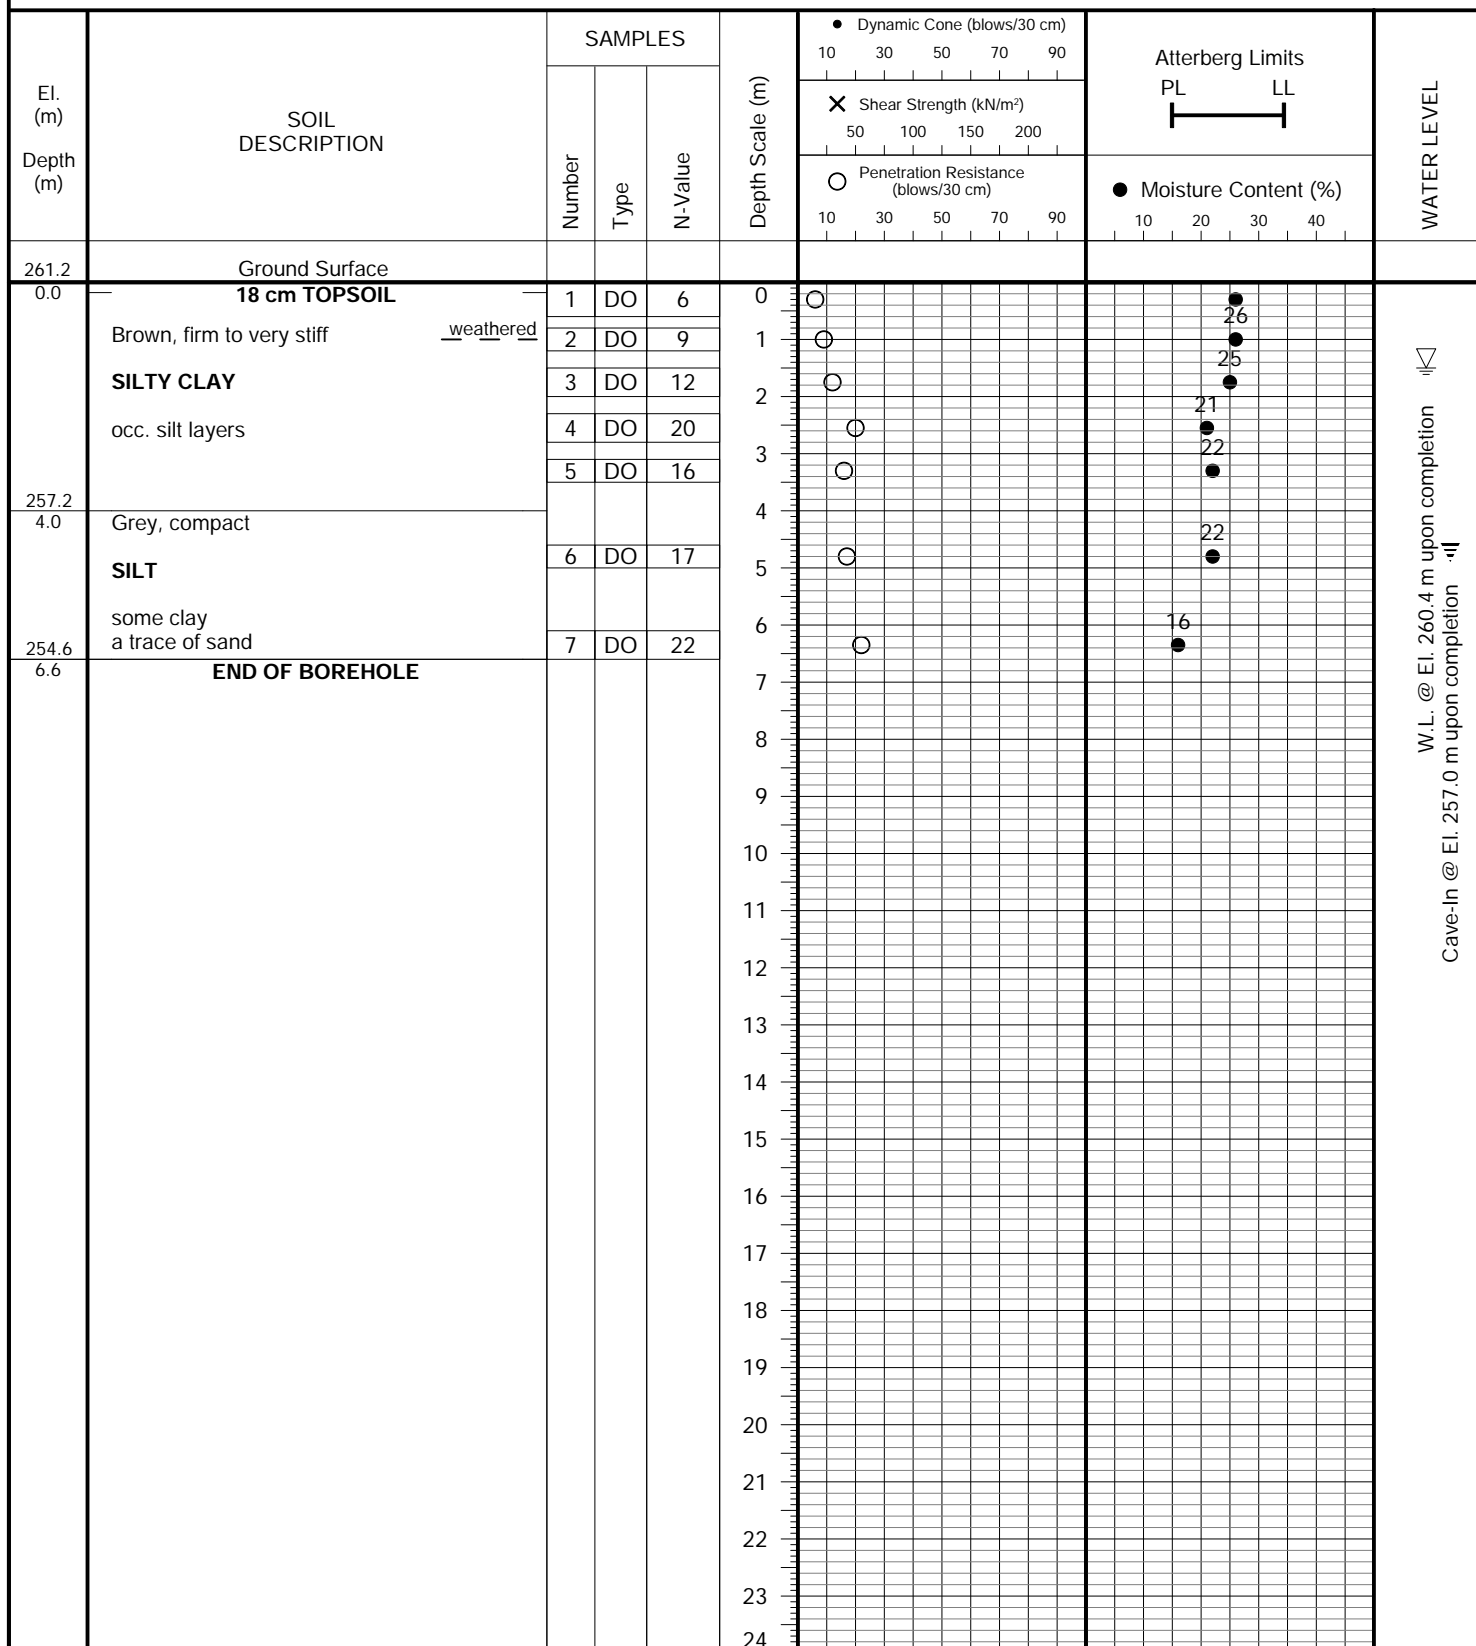 El.
(m)
Depth
(m)
SOIL
DESCRIPTION
SAMPLES
Number
Type
N-Value
Depth Scale (m)
Dynamic Cone (blows/30 cm)
10 30 50 70 90
Shear Strength (kN/m²)
50 100 150 200
Penetration Resistance
(blows/30 cm)
10 30 50 70 90
Atterberg Limits
PL LL
Moisture Content (%)
10 20 30 40
WATER LEVEL
261.2 Ground Surface
0.0 18 cm TOPSOIL 1 DO 6 0
26
Brown, firm to very stiff weathered 2 DO 9 1
25
SILTY CLAY 3 DO 12 2
21
occ. silt layers 4 DO 20
22
3
5 DO 16
257.2
4.0 Grey, compact 4
22
SILT 6 DO 17 5
some clay
16
6
254.6 a trace of sand 7 DO 22
6.6 END OF BOREHOLE
7
8
9
10
11
12
13
14
15
16
17
18
19
20
21
22
23
24
W.L. @ El. 260.4 m upon completion
Cave-In @ El. 257.0 m upon completion